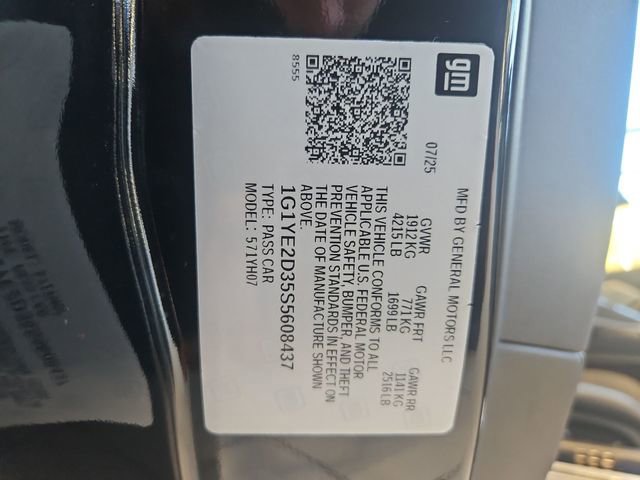 gm
MFD BY GENERAL MOTORS LLC
07/25
GVWR GAWR FRT GAWR RR
1912 KG 771 KG 1141 KG
4215 LB 1699 LB 2516 LB
THIS VEHICLE CONFORMS TO ALL
APPLICABLE U.S. FEDERAL MOTOR
VEHICLE SAFETY, BUMPER, AND THEFT
PREVENTION STANDARDS IN EFFECT ON
THE DATE OF MANUFACTURE SHOWN
ABOVE.
1G1YE2D35S5608437
TYPE: PASS CAR
MODEL: 571YH07
8555